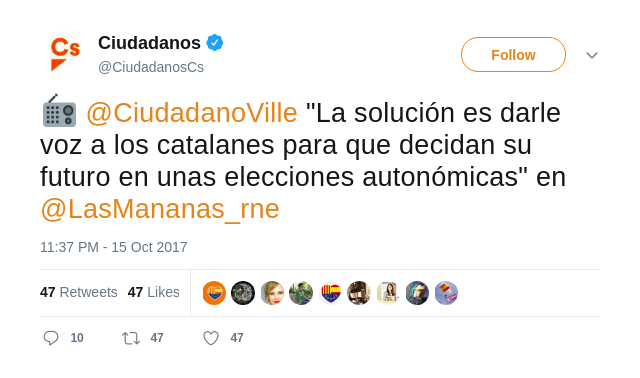 Cs
Ciudadanos
@CiudadanosCs
Follow
@CiudadanoVille "La solución es darle
voz a los catalanes para que decidan su
futuro en unas elecciones autonómicas" en
@LasMananas_rne
11:37 PM - 15 Oct 2017
47 Retweets 47 Likes
10 47 47